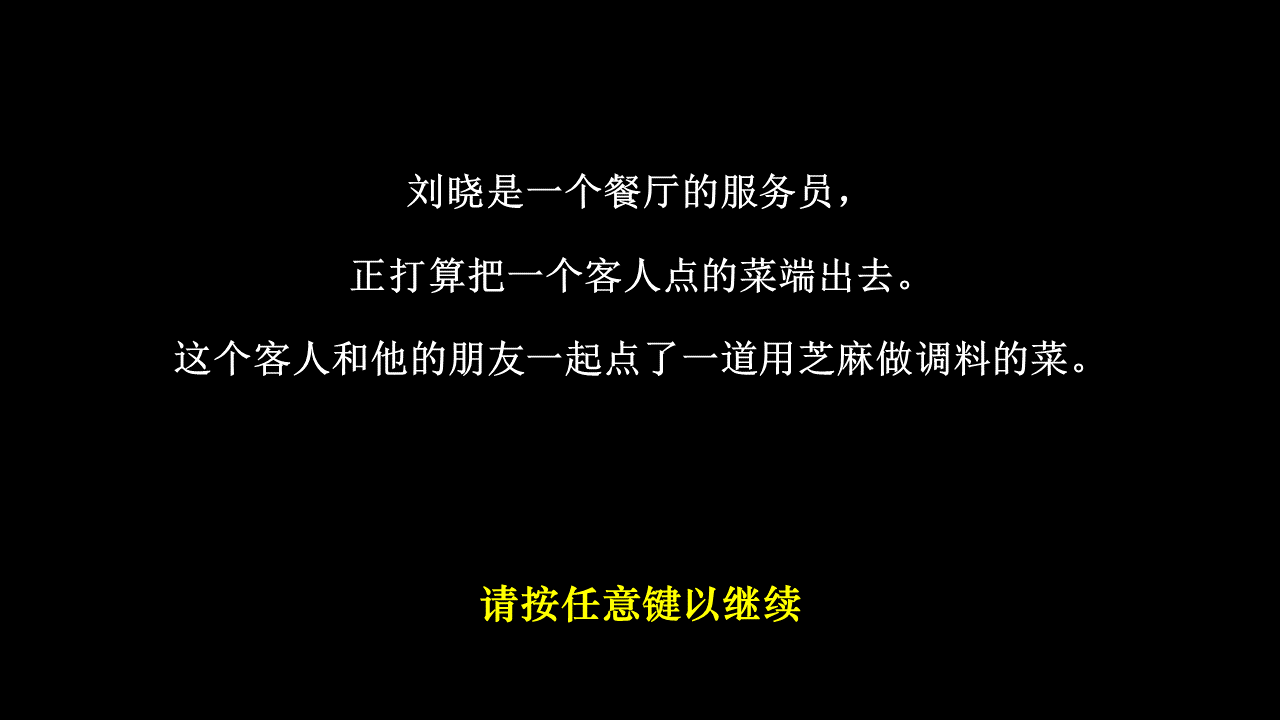 刘晓是一个餐厅的服务员，
正打算把一个客人点的菜端出去。
这个客人和他的朋友一起点了一道用芝麻做调料的菜。
请按任意键以继续